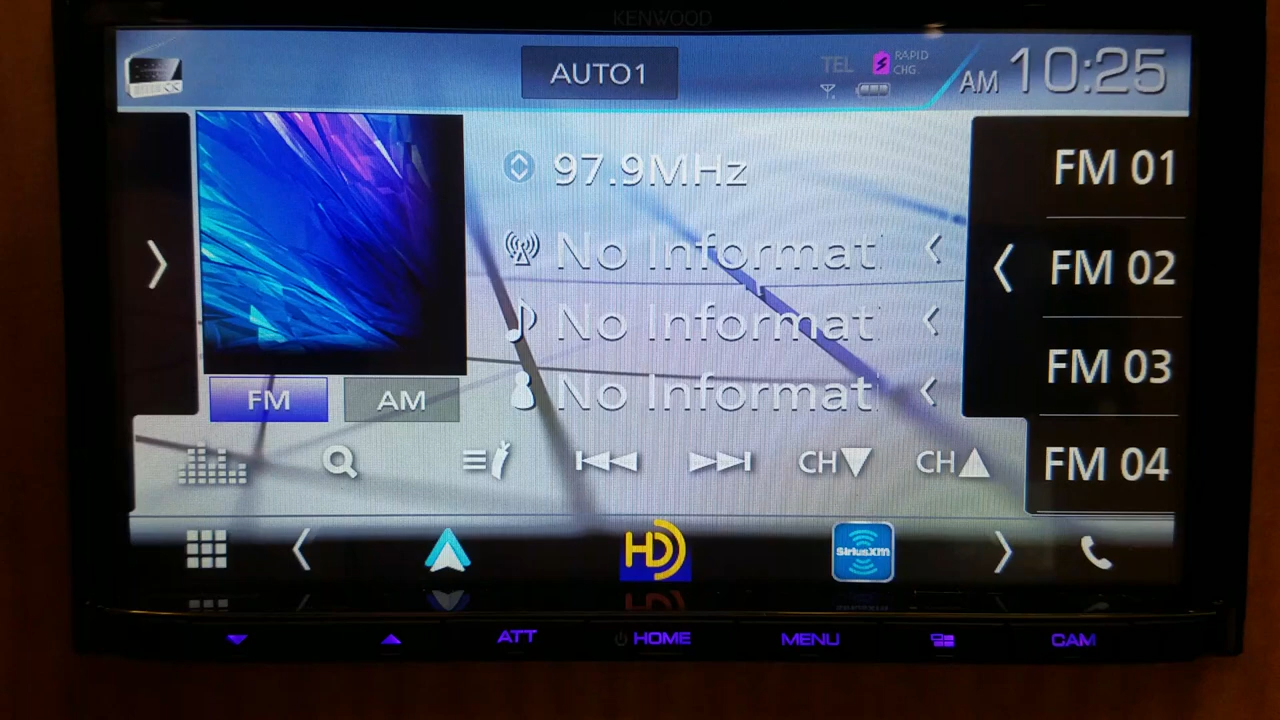 KENWOOD
AUTO1
TEL
RAPID
CHG.
AM 10:25
97.9MHz
No Informat
No Informat
No Informat
FM
AM
CH
CH
FM 01
FM 02
FM 03
FM 04
HD
SiriusXM
ATT
HOME
MENU
CAM